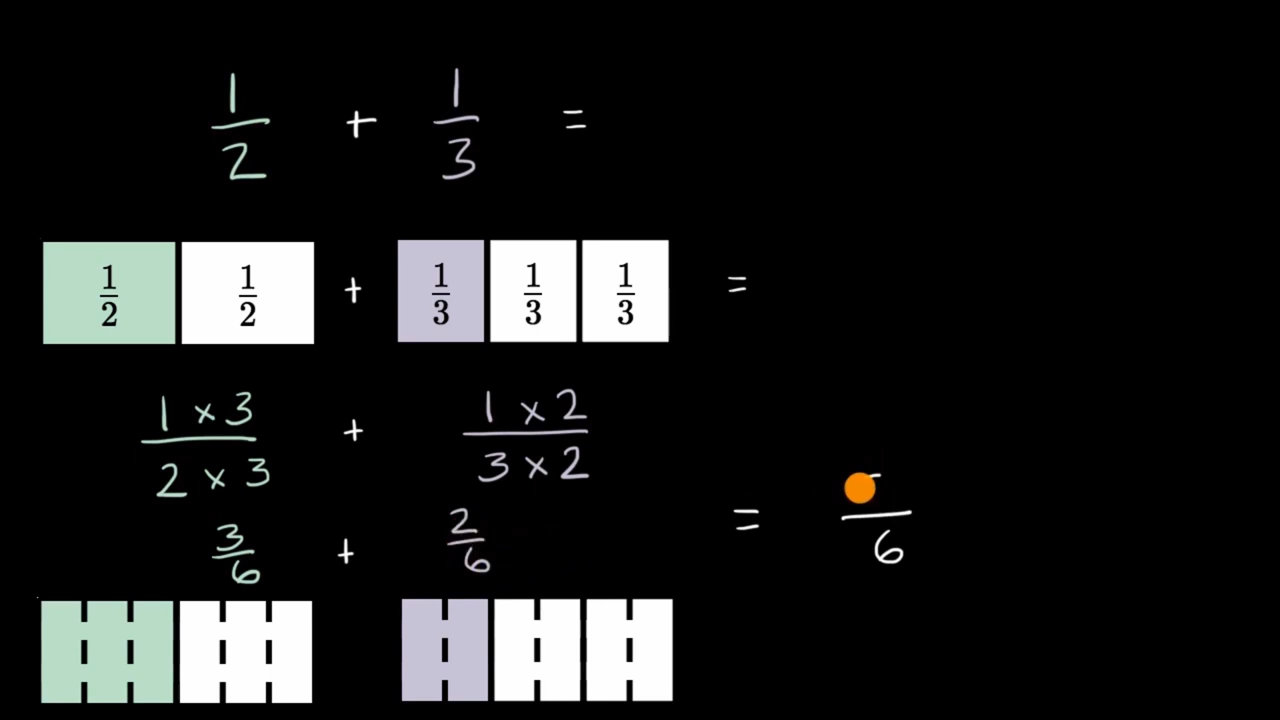 1/2 + 1/3 =
1/2 1/2 + 1/3 1/3 1/3 =
1 x 3 / 2 x 3 + 1 x 2 / 3 x 2
3/6 + 2/6 = /6